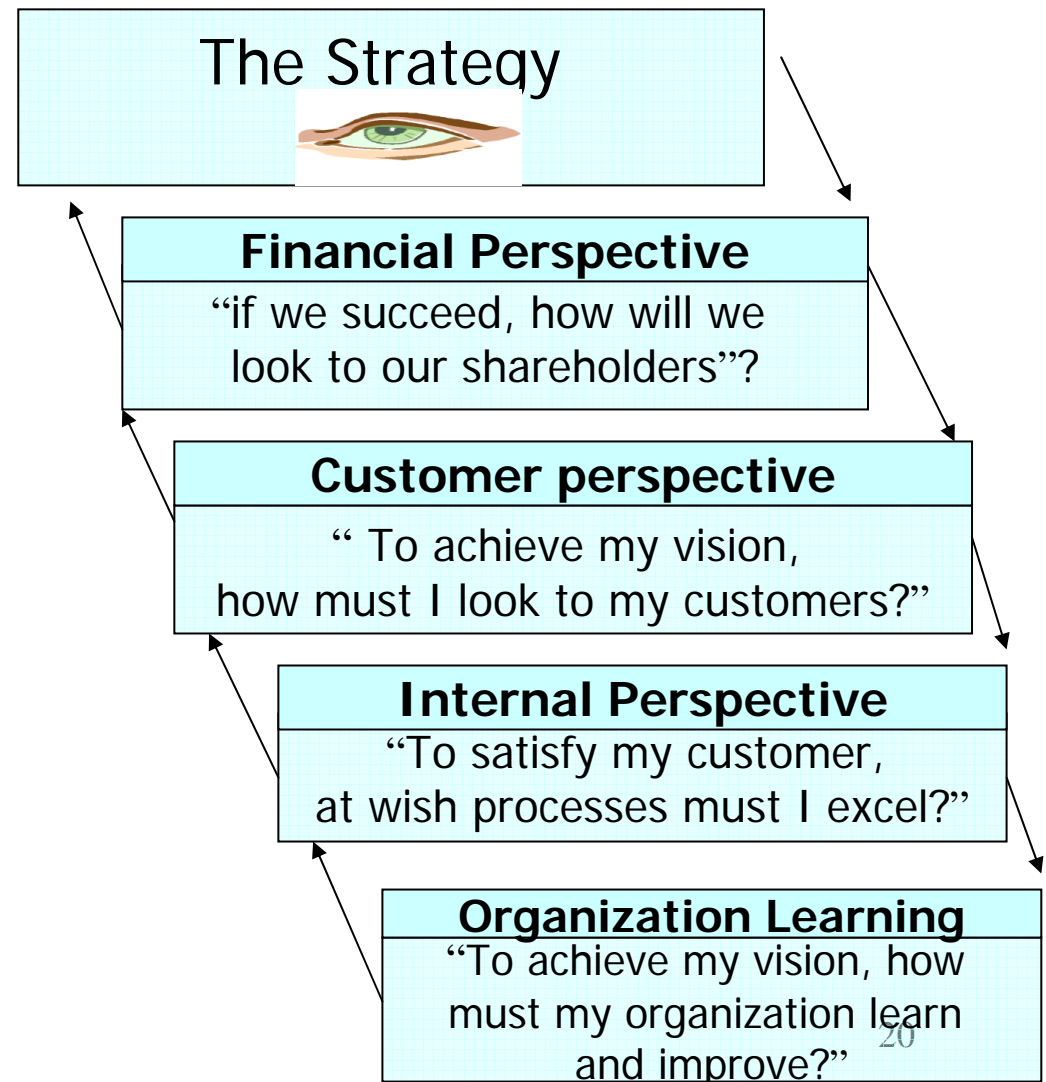 The Strategy
Financial Perspective
“if we succeed, how will we
look to our shareholders”?
Customer perspective
“ To achieve my vision,
how must I look to my customers?”
Internal Perspective
“To satisfy my customer,
at wish processes must I excel?”
Organization Learning
“To achieve my vision, how
must my organization learn
and improve?”
20